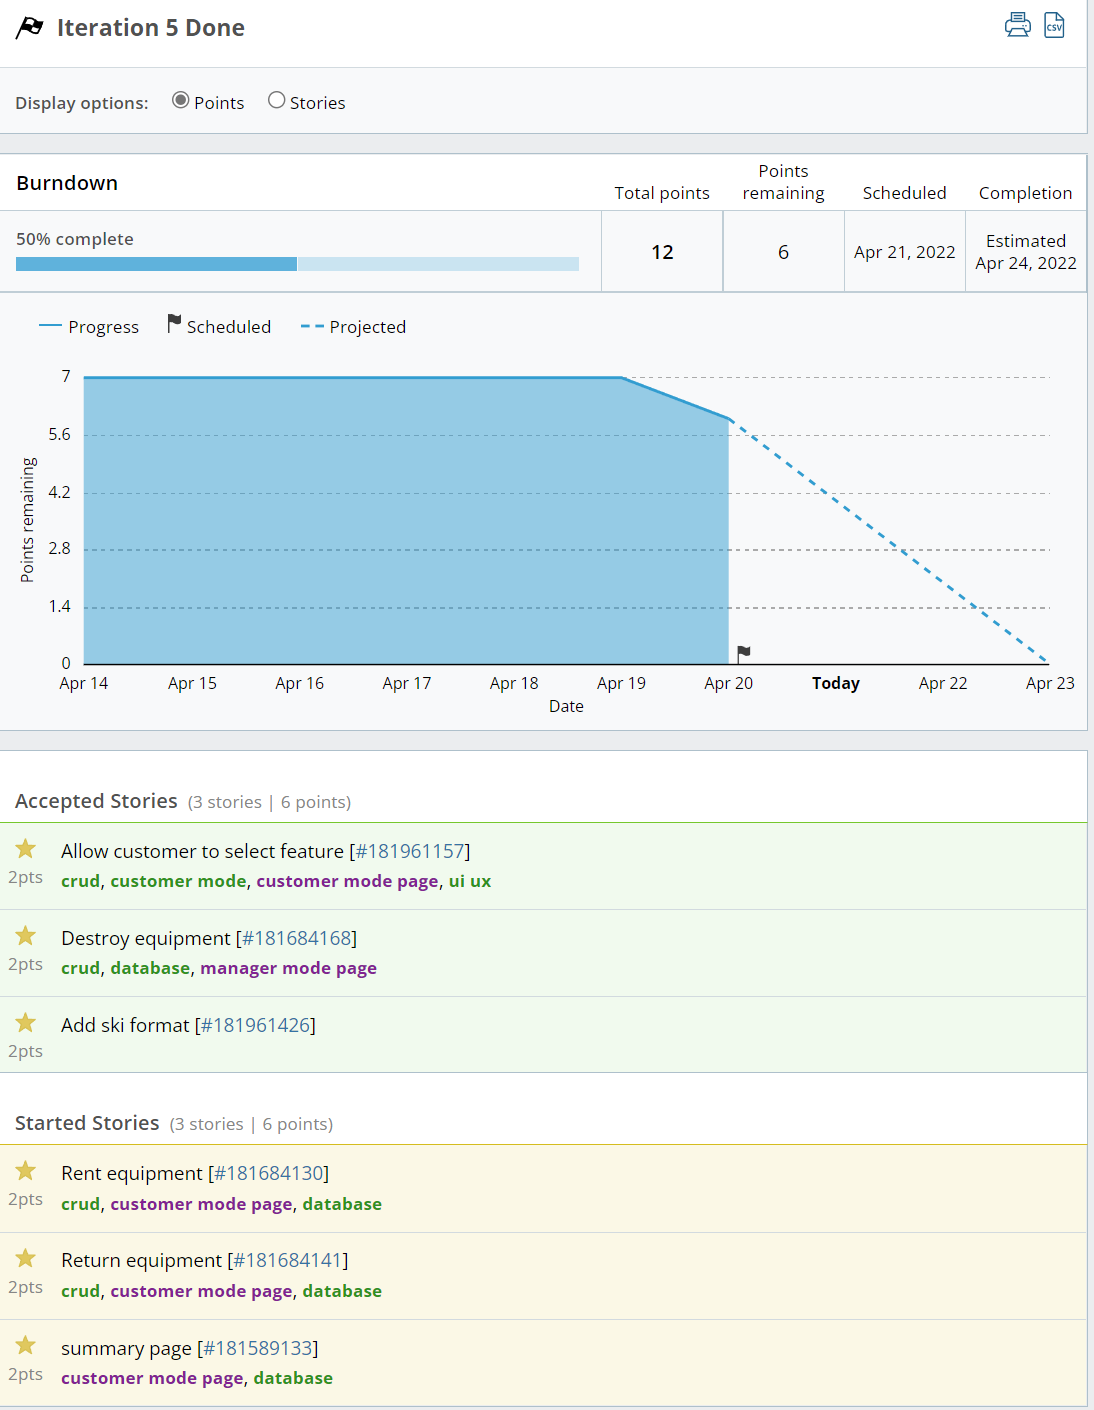 Iteration 5 Done
CSV
Display options: Points Stories
Burndown
Total points
Points remaining
Scheduled
Completion
50% complete
12
6
Apr 21, 2022
Estimated
Apr 24, 2022
Progress Scheduled Projected
Points remaining
7
5.6
4.2
2.8
1.4
0
Apr 14 Apr 15 Apr 16 Apr 17 Apr 18 Apr 19 Apr 20 Today Apr 22 Apr 23
Date
Accepted Stories (3 stories | 6 points)
Allow customer to select feature [#181961157]
2pts
crud, customer mode, customer mode page, ui ux
Destroy equipment [#181684168]
2pts
crud, database, manager mode page
Add ski format [#181961426]
2pts
Started Stories (3 stories | 6 points)
Rent equipment [#181684130]
2pts
crud, customer mode page, database
Return equipment [#181684141]
2pts
crud, customer mode page, database
summary page [#181589133]
2pts
customer mode page, database